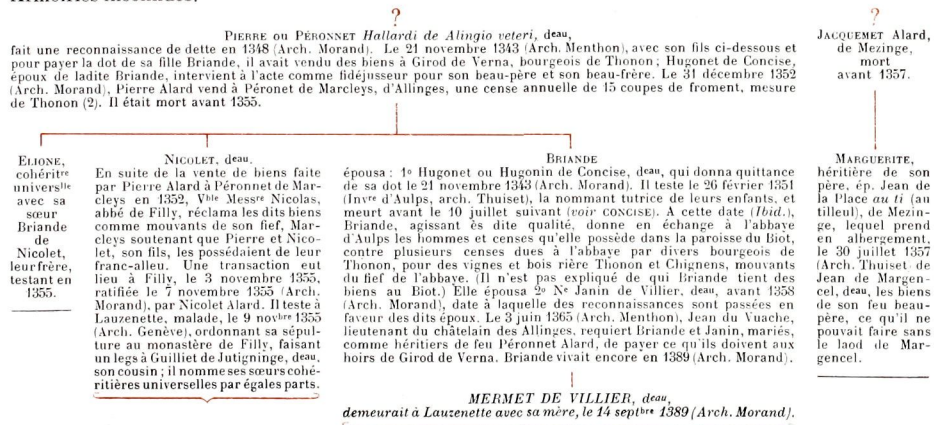 ?
PIERRE ou PÉRONNET Hallardi de Alingio veteri, deau,
fait une reconnaissance de dette en 1348 (Arch. Morand). Le 21 novembre 1343 (Arch. Menthon), avec son fils ci-dessous et
pour payer la dot de sa fille Briande, il avait vendu des biens à Girod de Verna, bourgeois de Thonon ; Hugonet de Concise,
époux de ladite Briande, intervient à l'acte comme fidéjusseur pour son beau-père et son beau-frère. Le 31 décembre 1352
(Arch. Morand), Pierre Alard vend à Péronet de Marcleys, d'Allinges, une cense annuelle de 15 coupes de froment, mesure
de Thonon (2). Il était mort avant 1355.
?
JACQUEMET Alard,
de Mezinge,
mort
avant 1357.
ELIONE,
cohéritre
universlle
avec sa
sœur
Briande
de
Nicolet,
leur frère,
testant en
1355.
NICOLET, deau.
En suite de la vente de biens faite
par Pierre Alard à Péronnet de Mar-
cleys en 1352, Vble Messre Nicolas,
abbé de Filly, réclama les dits biens
comme mouvants de son fief, Mar-
cleys soutenant que Pierre et Nico-
let, son fils, les possédaient de leur
franc-alleu. Une transaction eut
lieu à Filly, le 3 novembre 1355,
ratifiée le 7 novembre 1355 (Arch.
Morand), par Nicolet Alard. Il teste à
Lauzenette, malade, le 9 novbre 1355
(Arch. Genève), ordonnant sa sépul-
ture au monastère de Filly, faisant
un legs à Guilliet de Jutigninge, deau,
son cousin ; il nomme ses sœurs cohé-
ritières universelles par égales parts.
BRIANDE
épousa : 1º Hugonet ou Hugonin de Concise, deau, qui donna quittance
de sa dot le 21 novembre 1343 (Arch. Morand). Il teste le 26 février 1351
(Invre d'Aulps, arch. Thuiset), la nommant tutrice de leurs enfants, et
meurt avant le 10 juillet suivant (voir CONCISE). A cette date (Ibid.),
Briande, agissant ès dite qualité, donne en échange à l'abbaye
d'Aulps les hommes et censes qu'elle possède dans la paroisse du Biot,
contre plusieurs censes dues à l'abbaye par divers bourgeois de
Thonon, pour des vignes et bois rière Thonon et Chignens, mouvants
du fief de l'abbaye. (Il n'est pas expliqué de qui Briande tient des
biens au Biot.) Elle épousa 2º Ne Janin de Villier, deau, avant 1358
(Arch. Morand), date à laquelle des reconnaissances sont passées en
faveur des dits époux. Le 3 juin 1365 (Arch. Menthon), Jean du Vuache,
lieutenant du châtelain des Allinges, requiert Briande et Janin, mariés,
comme héritiers de feu Péronnet Alard, de payer ce qu'ils doivent aux
hoirs de Girod de Verna. Briande vivait encore en 1389 (Arch. Morand).
MARGUERITE,
héritière de son
père, ép. Jean de
la Place au ti (au
tilleul), de Mezin-
ge, lequel prend
en albergement,
le 30 juillet 1357
(Arch. Thuiset de
Jean de Margen-
cel, deau, les biens
de son feu beau-
père, ce qu'il ne
pouvait faire sans
le laod de Mar-
gencel.
MERMET DE VILLIER, deau,
demeurait à Lauzenette avec sa mère, le 14 septbre 1389 (Arch. Morand).